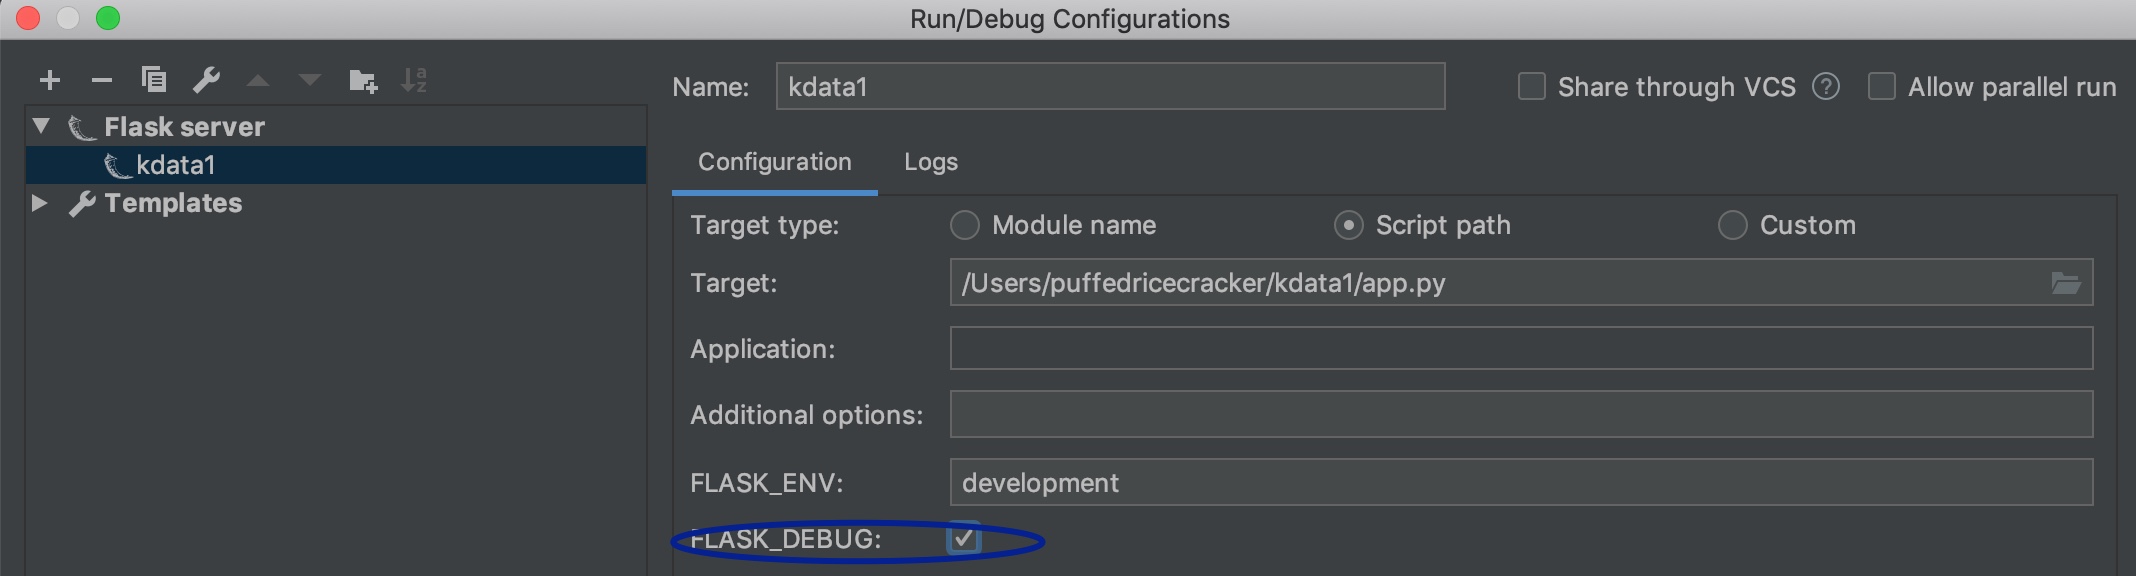 Run/Debug Configurations
Name: kdata1 Share through VCS ? Allow parallel run
Flask server
kdata1
Templates
Configuration Logs
Target type: Module name Script path Custom
Target: /Users/puffedricecracker/kdata1/app.py
Application:
Additional options:
FLASK_ENV: development
FLASK_DEBUG: